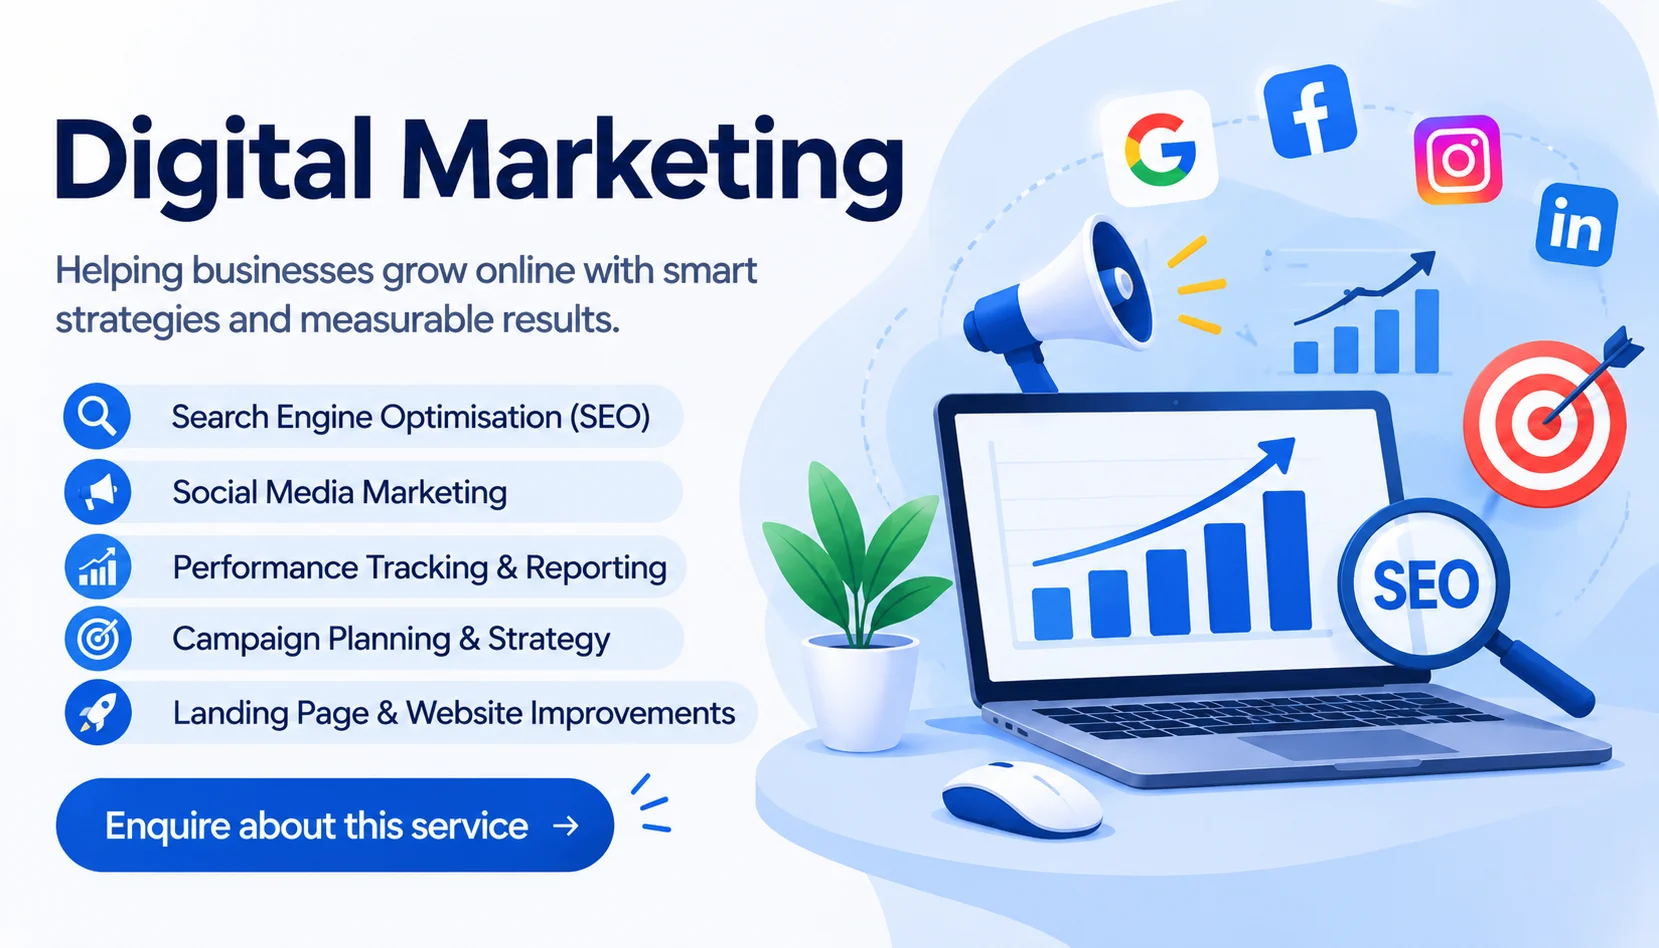 Digital Marketing
Helping businesses grow online with smart
strategies and measurable results.
Search Engine Optimisation (SEO)
Social Media Marketing
Performance Tracking & Reporting
Campaign Planning & Strategy
Landing Page & Website Improvements
Enquire about this service →
G
f
in
SEO